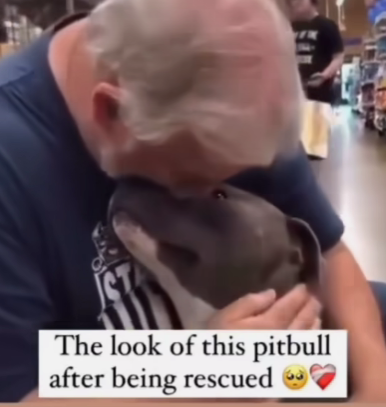 The look of this pitbull
after being rescued 🥺❤️‍🩹